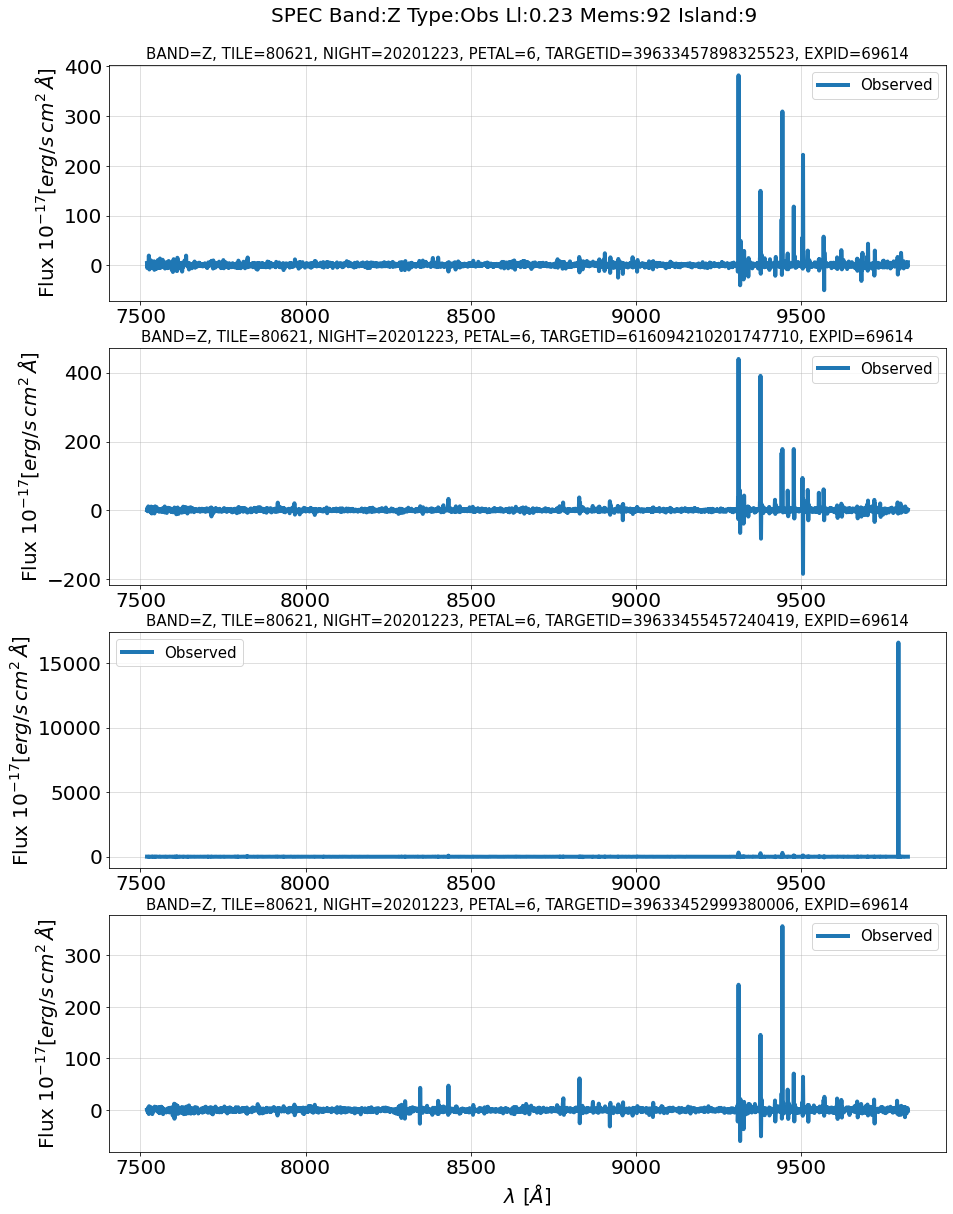 SPEC Band:Z Type:Obs Ll:0.23 Mems:92 Island:9
BAND=Z, TILE=80621, NIGHT=20201223, PETAL=6, TARGETID=39633457898325523, EXPID=69614
Flux 10^{-17}[erg/s cm^2 Å]
400
300
200
100
0
Observed
7500 8000 8500 9000 9500
BAND=Z, TILE=80621, NIGHT=20201223, PETAL=6, TARGETID=616094210201747710, EXPID=69614
Flux 10^{-17}[erg/s cm^2 Å]
400
200
0
−200
Observed
7500 8000 8500 9000 9500
BAND=Z, TILE=80621, NIGHT=20201223, PETAL=6, TARGETID=39633455457240419, EXPID=69614
Flux 10^{-17}[erg/s cm^2 Å]
15000
10000
5000
0
Observed
7500 8000 8500 9000 9500
BAND=Z, TILE=80621, NIGHT=20201223, PETAL=6, TARGETID=39633452999380006, EXPID=69614
Flux 10^{-17}[erg/s cm^2 Å]
300
200
100
0
Observed
7500 8000 8500 9000 9500
λ [Å]